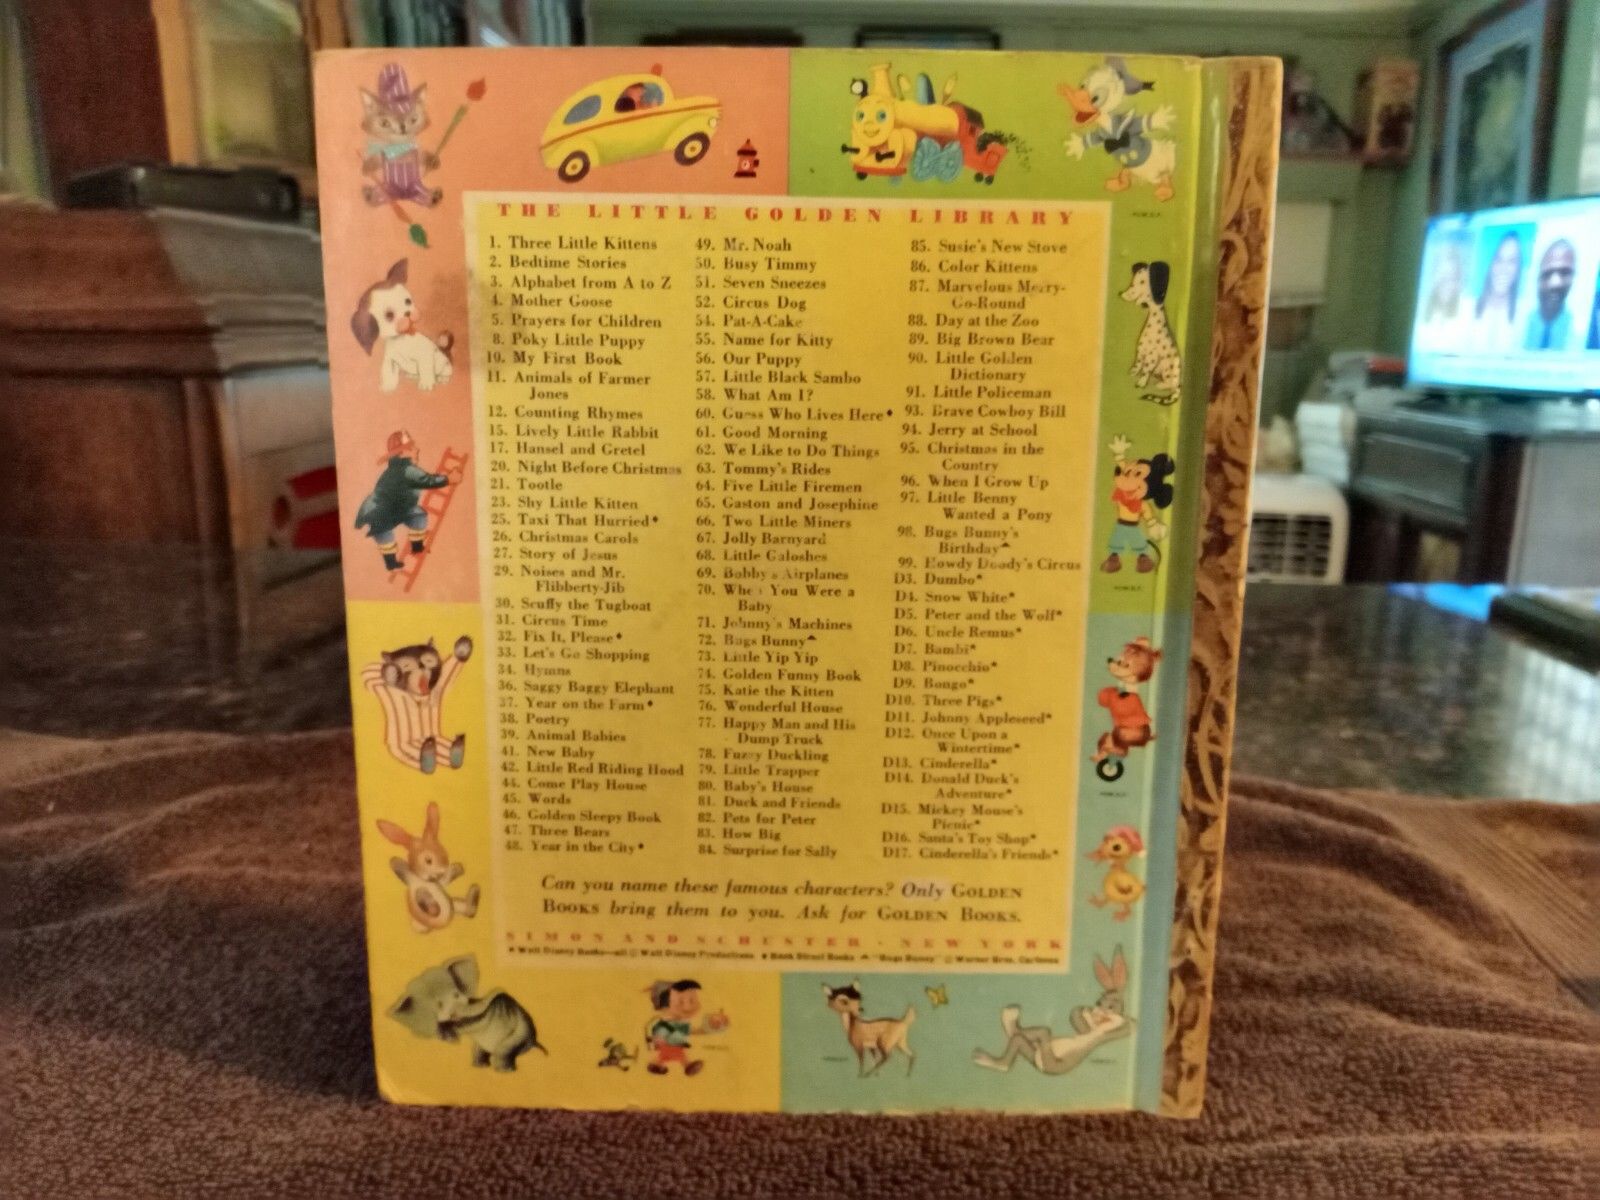 THE LITTLE GOLDEN LIBRARY
1. Three Little Kittens
2. Bedtime Stories
3. Alphabet from A to Z
4. Mother Goose
5. Prayers for Children
8. Poky Little Puppy
10. My First Book
11. Animals of Farmer
Jones
12. Counting Rhymes
15. Lively Little Rabbit
17. Hansel and Gretel
20. Night Before Christmas
21. Tootle
23. Shy Little Kitten
25. Taxi That Hurried♦
26. Christmas Carols
27. Story of Jesus
29. Noises and Mr.
Flibberty-Jib
30. Scuffy the Tugboat
31. Circus Time
32. Fix It, Please♦
33. Let's Go Shopping
34. Hymns
36. Saggy Baggy Elephant
37. Year on the Farm♦
38. Poetry
39. Animal Babies
41. New Baby
42. Little Red Riding Hood
44. Come Play House
45. Words
46. Golden Sleepy Book
47. Three Bears
48. Year in the City♦
49. Mr. Noah
50. Busy Timmy
51. Seven Sneezes
52. Circus Dog
54. Pat-A-Cake
55. Name for Kitty
56. Our Puppy
57. Little Black Sambo
58. What Am I?
60. Guess Who Lives Here♦
61. Good Morning
62. We Like to Do Things
63. Tommy's Rides
64. Five Little Firemen
65. Gaston and Josephine
66. Two Little Miners
67. Jolly Barnyard
68. Little Galoshes
69. Bobby's Airplanes
70. When You Were a
Baby
71. Johnny's Machines
72. Bugs Bunny▲
73. Little Yip Yip
74. Golden Funny Book
75. Katie the Kitten
76. Wonderful House
77. Happy Man and His
Dump Truck
78. Fuzzy Duckling
79. Little Trapper
80. Baby's House
81. Duck and Friends
82. Pets for Peter
83. How Big
84. Surprise for Sally
85. Susie's New Stove
86. Color Kittens
87. Marvelous Merry-
Go-Round
88. Day at the Zoo
89. Big Brown Bear
90. Little Golden
Dictionary
91. Little Policeman
93. Brave Cowboy Bill
94. Jerry at School
95. Christmas in the
Country
96. When I Grow Up
97. Little Benny
Wanted a Pony
98. Bugs Bunny's
Birthday▲
99. Howdy Doody's Circus
D3. Dumbo*
D4. Snow White*
D5. Peter and the Wolf*
D6. Uncle Remus*
D7. Bambi*
D8. Pinocchio*
D9. Bongo*
D10. Three Pigs*
D11. Johnny Appleseed*
D12. Once Upon a
Wintertime*
D13. Cinderella*
D14. Donald Duck's
Adventure*
D15. Mickey Mouse's
Picnic*
D16. Santa's Toy Shop*
D17. Cinderella's Friends*
Can you name these famous characters? Only GOLDEN
BOOKS bring them to you. Ask for GOLDEN BOOKS.
SIMON AND SCHUSTER · NEW YORK
* Walt Disney Books—all © Walt Disney Productions ♦ Bank Street Books ▲ "Bugs Bunny" © Warner Bros. Cartoons